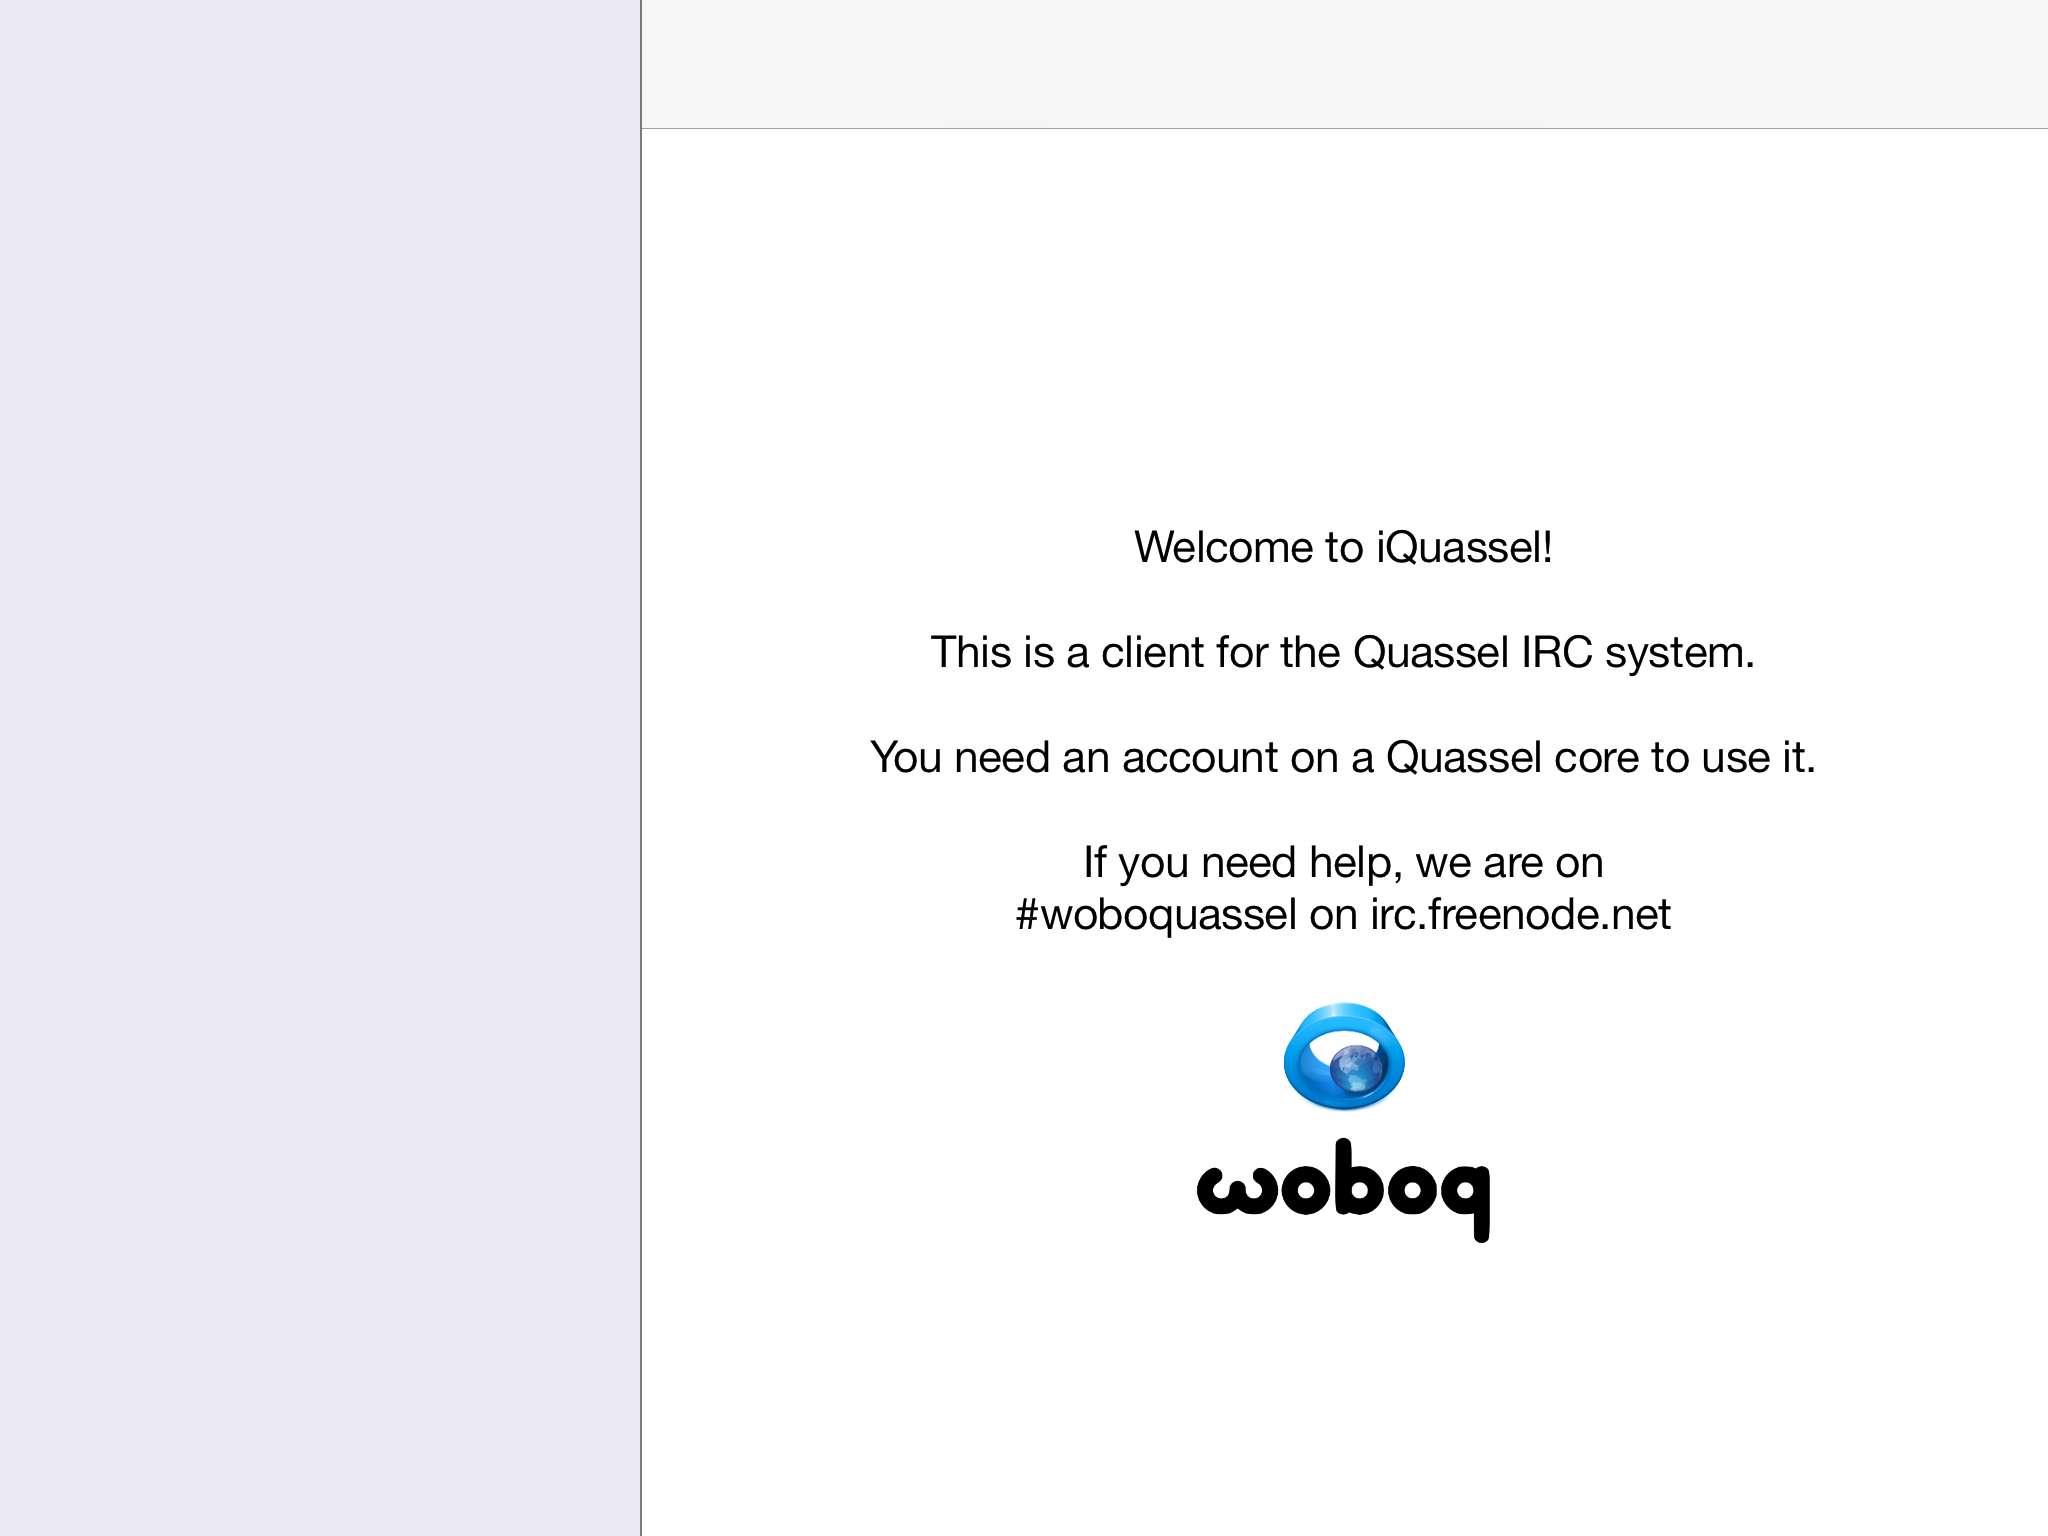 Welcome to iQuassel!
This is a client for the Quassel IRC system.
You need an account on a Quassel core to use it.
If you need help, we are on
#woboquassel on irc.freenode.net
woboq